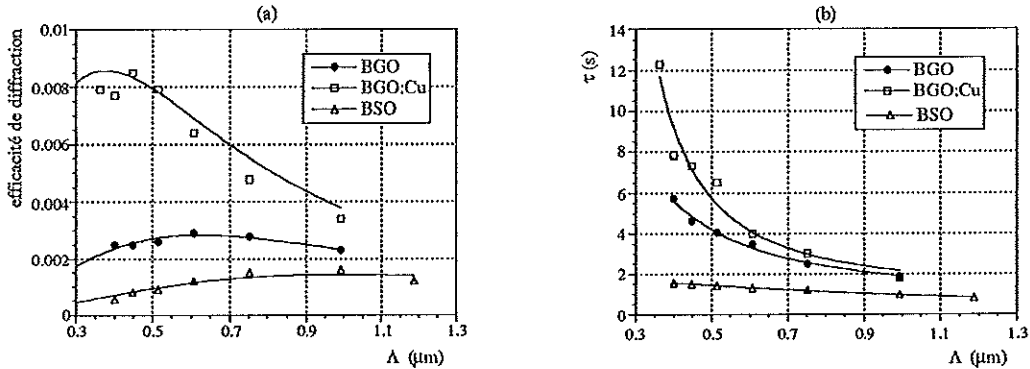 (a)
efficacité de diffraction
0.01
0.008
0.006
0.004
0.002
0
0.3 0.5 0.7 0.9 1.1 1.3
Λ (μm)
BGO
BGO:Cu
BSO
(b)
τ (s)
14
12
10
8
6
4
2
0
0.3 0.5 0.7 0.9 1.1 1.3
Λ (μm)
BGO
BGO:Cu
BSO